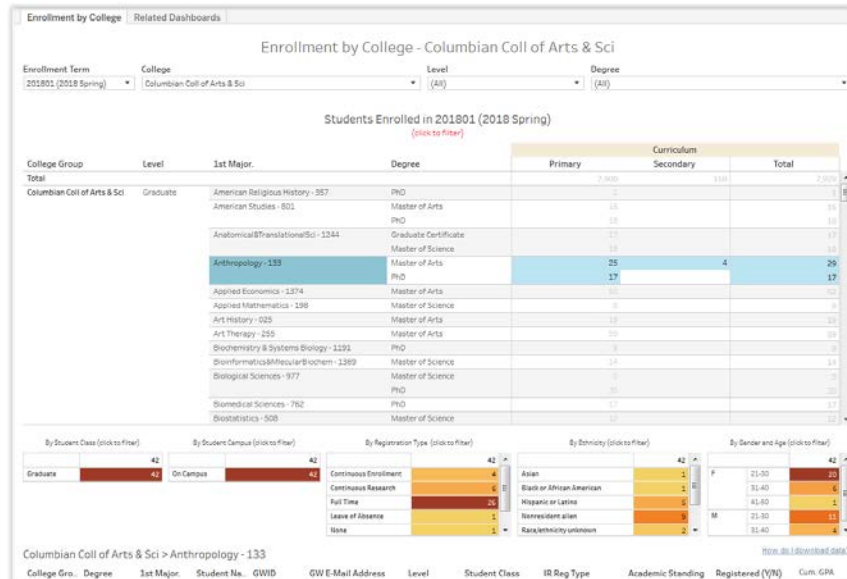 Enrollment by College Related Dashboards
Enrollment by College - Columbian Coll of Arts & Sci
Enrollment Term College Level Degree
201801 (2018 Spring) Columbian Coll of Arts & Sci (All) (All)
Students Enrolled in 201801 (2018 Spring)
(click to filter)
Curriculum
College Group Level 1st Major. Degree Primary Secondary Total
Total
Columbian Coll of Arts & Sci Graduate American Religious History - 357 PhD
American Studies - 801 Master of Arts
PhD
Anatomical&TranslationalSci - 1244 Graduate Certificate
Master of Science
Anthropology - 133 Master of Arts 25 4 29
PhD 17 17
Applied Economics - 1374 Master of Arts
Applied Mathematics - 198 Master of Science
Art History - 025 Master of Arts
Art Therapy - 255 Master of Arts
Biochemistry & Systems Biology - 1191 PhD
Bioinformatics&MlecularBiochem - 1369 Master of Science
Biological Sciences - 977 Master of Science
PhD
Biomedical Sciences - 762 PhD
Biostatistics - 508 Master of Science
By Student Class (click to filter) By Student Campus (click to filter) By Registration Type (click to filter) By Ethnicity (click to filter) By Gender and Age (click to filter)
42 42 42 42 42
Graduate 42 On Campus 42 Continuous Enrollment 4 Asian 1 F 21-30 20
Continuous Research 6 Black or African American 1 31-40 6
Full Time 26 Hispanic or Latino 5 41-50 1
Leave of Absence 1 Nonresident alien 9 M 21-30 11
None 1 Race/ethnicity unknown 2 31-40 4
Columbian Coll of Arts & Sci > Anthropology - 133 How do I download data?
College Gro.. Degree 1st Major. Student Na.. GWID GW E-Mail Address Level Student Class IR Reg Type Academic Standing Registered (Y/N) Cum. GPA